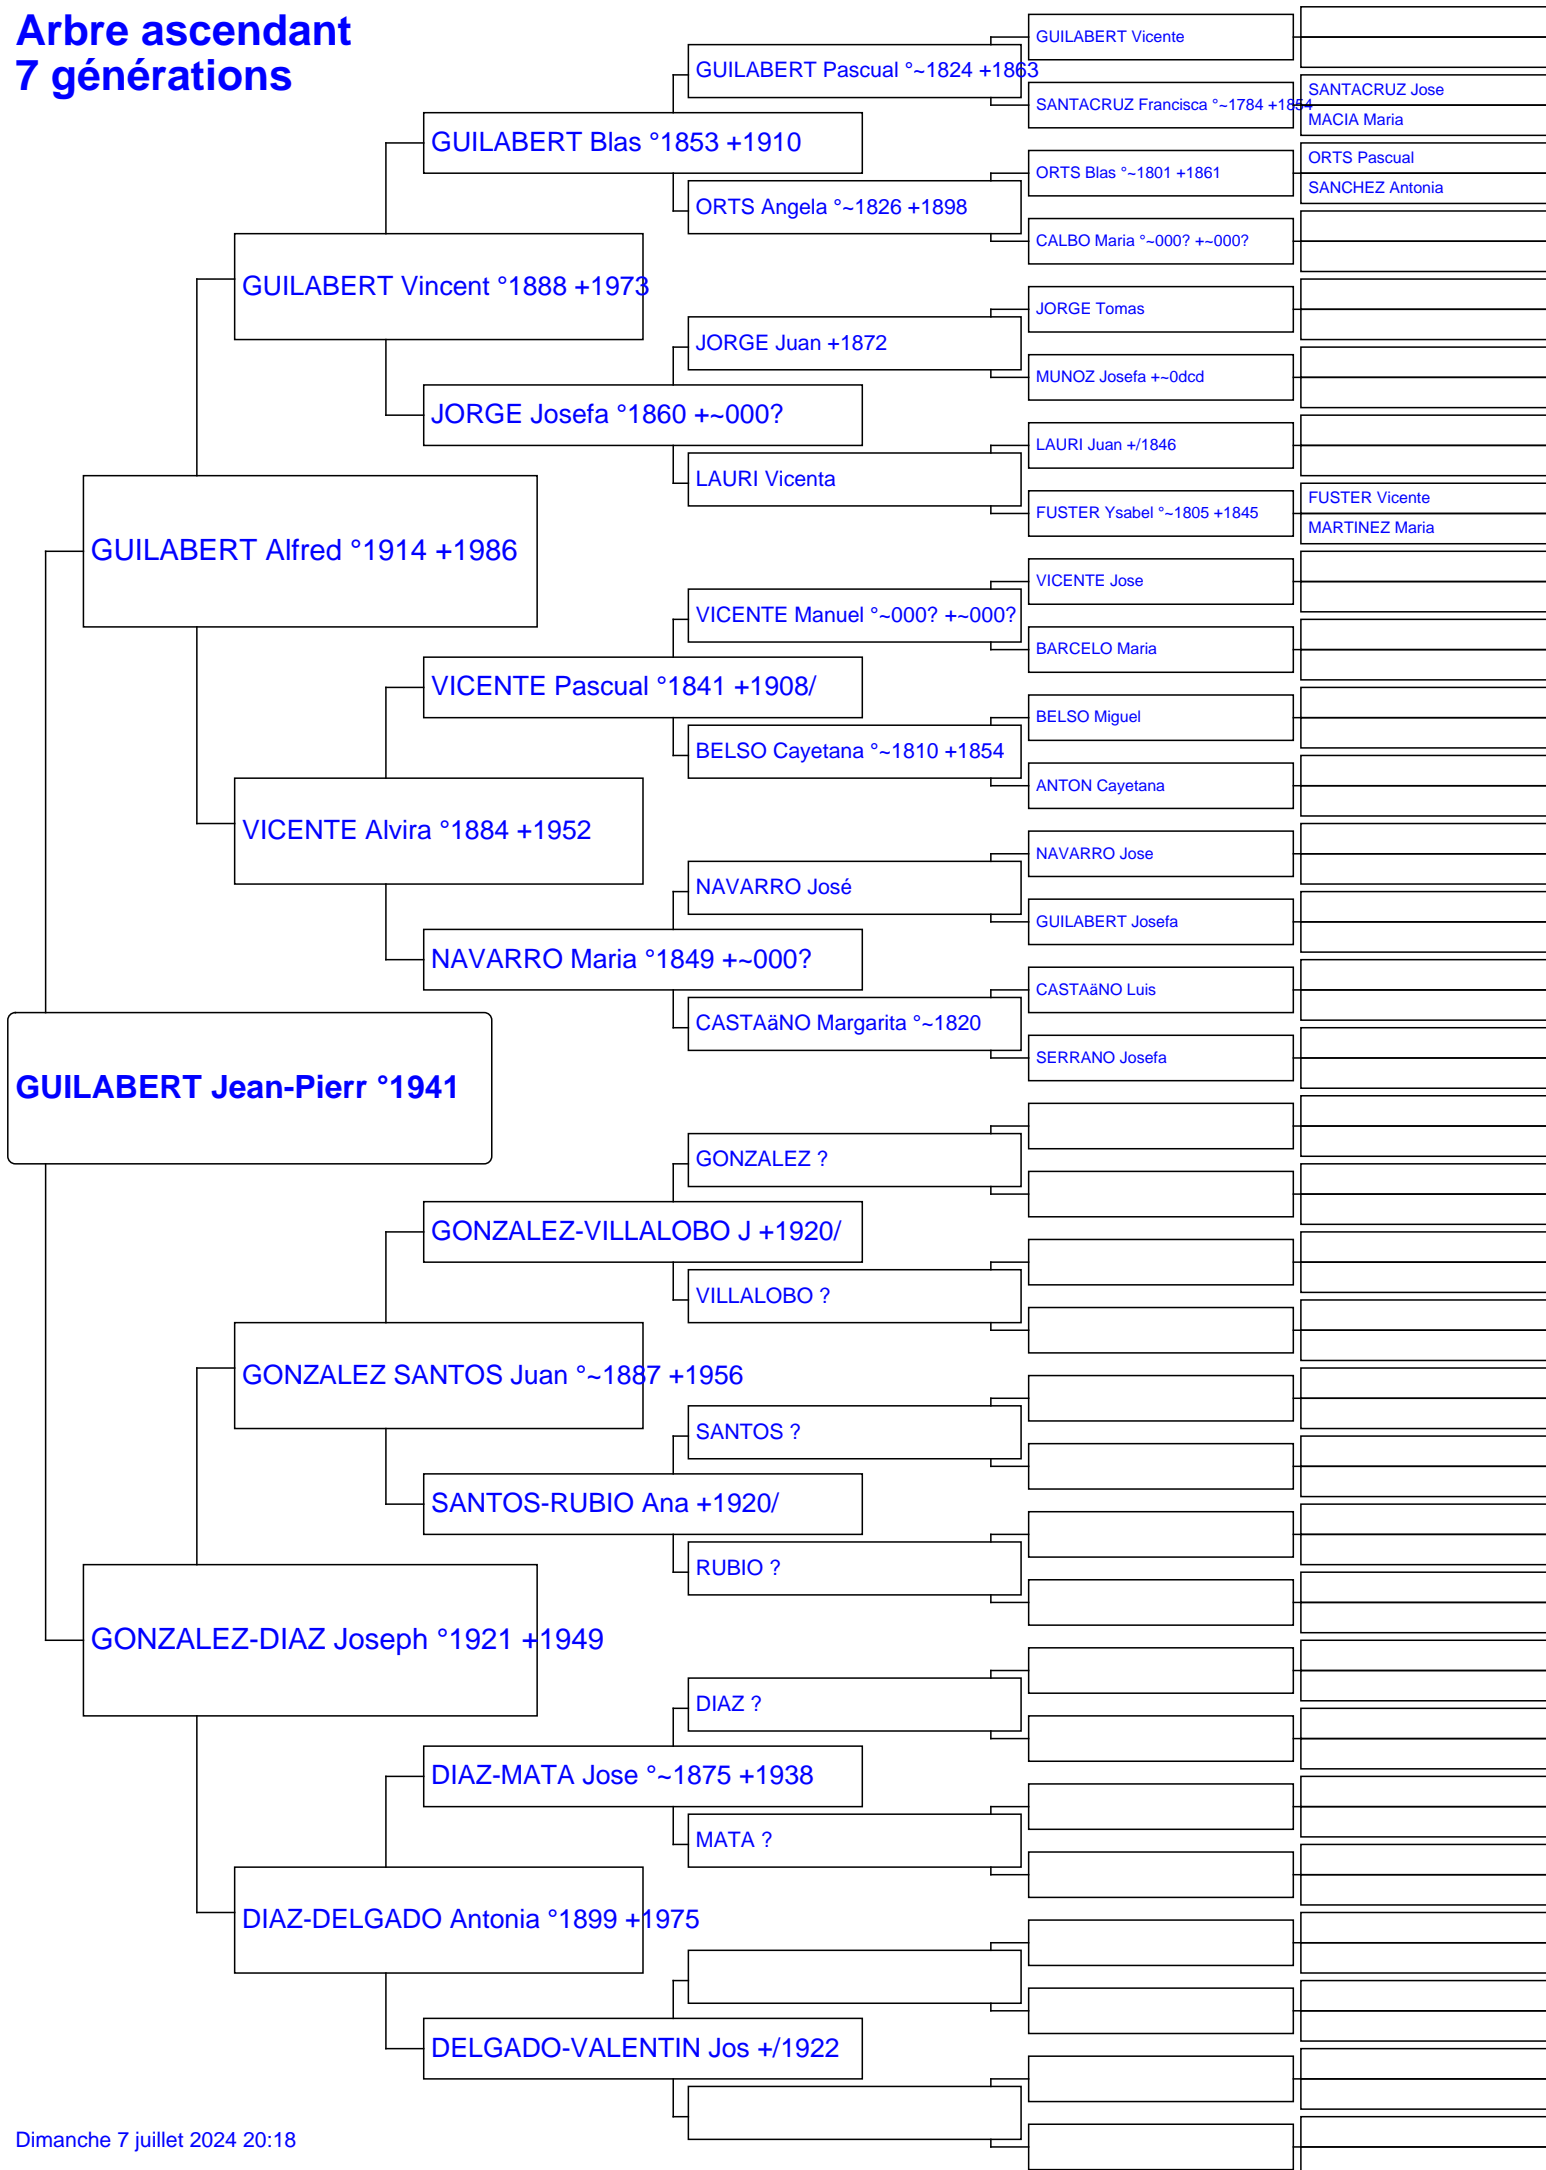 Arbre ascendant
7 générations
GUILABERT Vicente
GUILABERT Pascual °~1824 +1863
SANTACRUZ Jose
SANTACRUZ Francisca °~1784 +1854
MACIA Maria
GUILABERT Blas °1853 +1910
ORTS Pascual
ORTS Blas °~1801 +1861
SANCHEZ Antonia
ORTS Angela °~1826 +1898
CALBO Maria °~000? +~000?
GUILABERT Vincent °1888 +1973
JORGE Tomas
JORGE Juan +1872
MUNOZ Josefa +~0dcd
JORGE Josefa °1860 +~000?
LAURI Juan +/1846
LAURI Vicenta
FUSTER Vicente
FUSTER Ysabel °~1805 +1845
MARTINEZ Maria
GUILABERT Alfred °1914 +1986
VICENTE Jose
VICENTE Manuel °~000? +~000?
BARCELO Maria
VICENTE Pascual °1841 +1908/
BELSO Miguel
BELSO Cayetana °~1810 +1854
ANTON Cayetana
VICENTE Alvira °1884 +1952
NAVARRO Jose
NAVARRO José
GUILABERT Josefa
NAVARRO Maria °1849 +~000?
CASTAäNO Luis
CASTAäNO Margarita °~1820
SERRANO Josefa
GUILABERT Jean-Pierr °1941
GONZALEZ ?
GONZALEZ-VILLALOBO J +1920/
VILLALOBO ?
GONZALEZ SANTOS Juan °~1887 +1956
SANTOS ?
SANTOS-RUBIO Ana +1920/
RUBIO ?
GONZALEZ-DIAZ Joseph °1921 +1949
DIAZ ?
DIAZ-MATA Jose °~1875 +1938
MATA ?
DIAZ-DELGADO Antonia °1899 +1975
DELGADO-VALENTIN Jos +/1922
Dimanche 7 juillet 2024 20:18